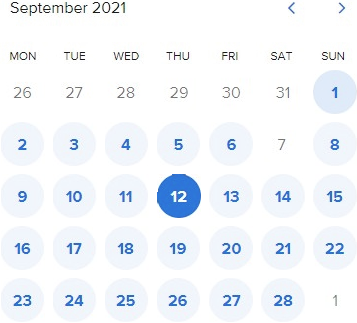 September 2021
MON TUE WED THU FRI SAT SUN
26 27 28 29 30 31 1
2 3 4 5 6 7 8
9 10 11 12 13 14 15
16 17 18 19 20 21 22
23 24 25 26 27 28 1